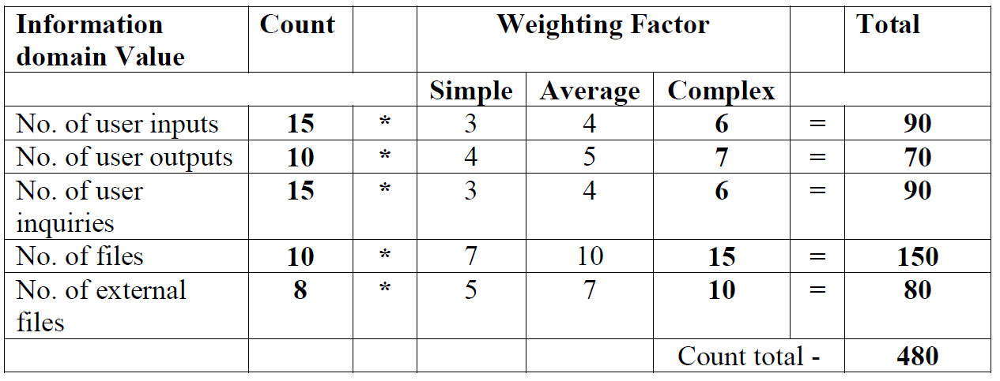 Information domain Value Count Weighting Factor Total
Simple Average Complex
No. of user inputs 15 * 3 4 6 = 90
No. of user outputs 10 * 4 5 7 = 70
No. of user inquiries 15 * 3 4 6 = 90
No. of files 10 * 7 10 15 = 150
No. of external files 8 * 5 7 10 = 80
Count total - 480